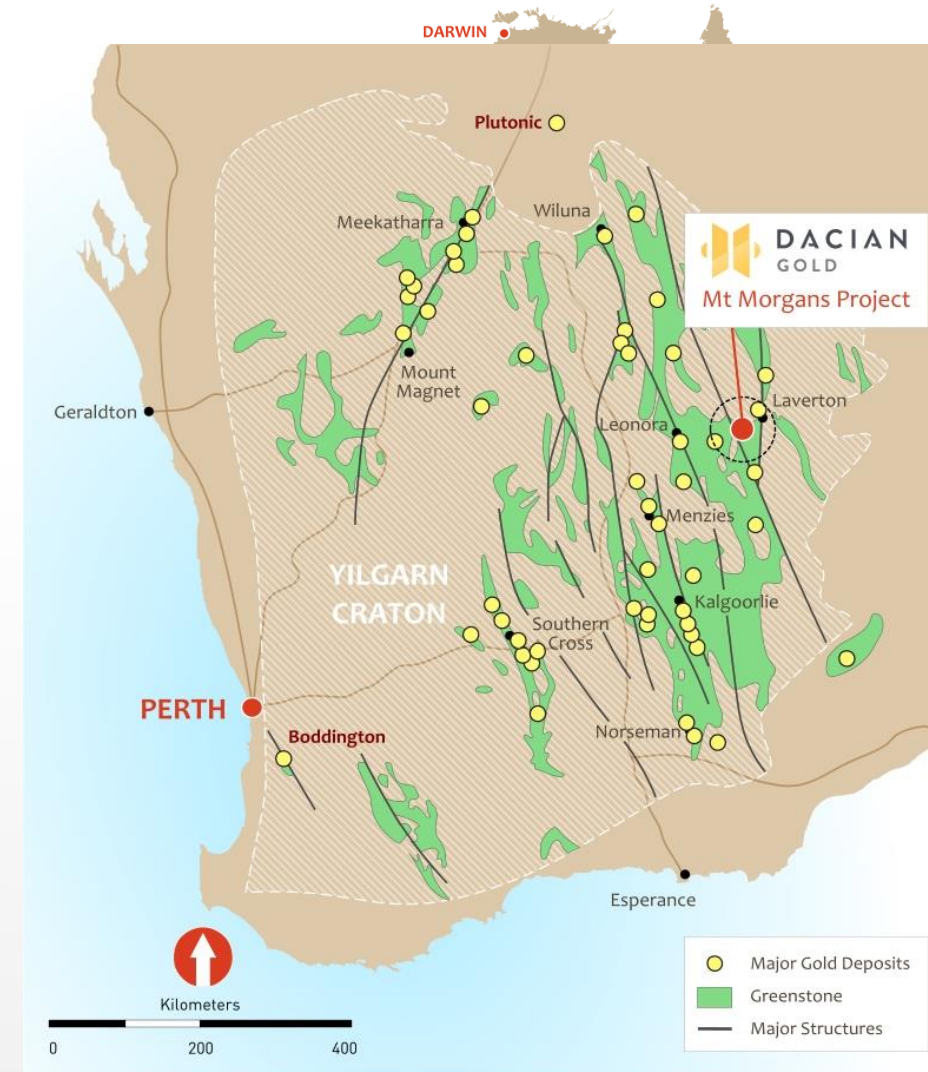 DARWIN
Plutonic
Meekatharra
Wiluna
DACIAN
GOLD
Mt Morgans Project
Mount
Magnet
Geraldton
Laverton
Leonora
Menzies
YILGARN
CRATON
Kalgoorlie
Southern
Cross
PERTH
Boddington
Norseman
Esperance
Kilometers
0 200 400
Major Gold Deposits
Greenstone
Major Structures